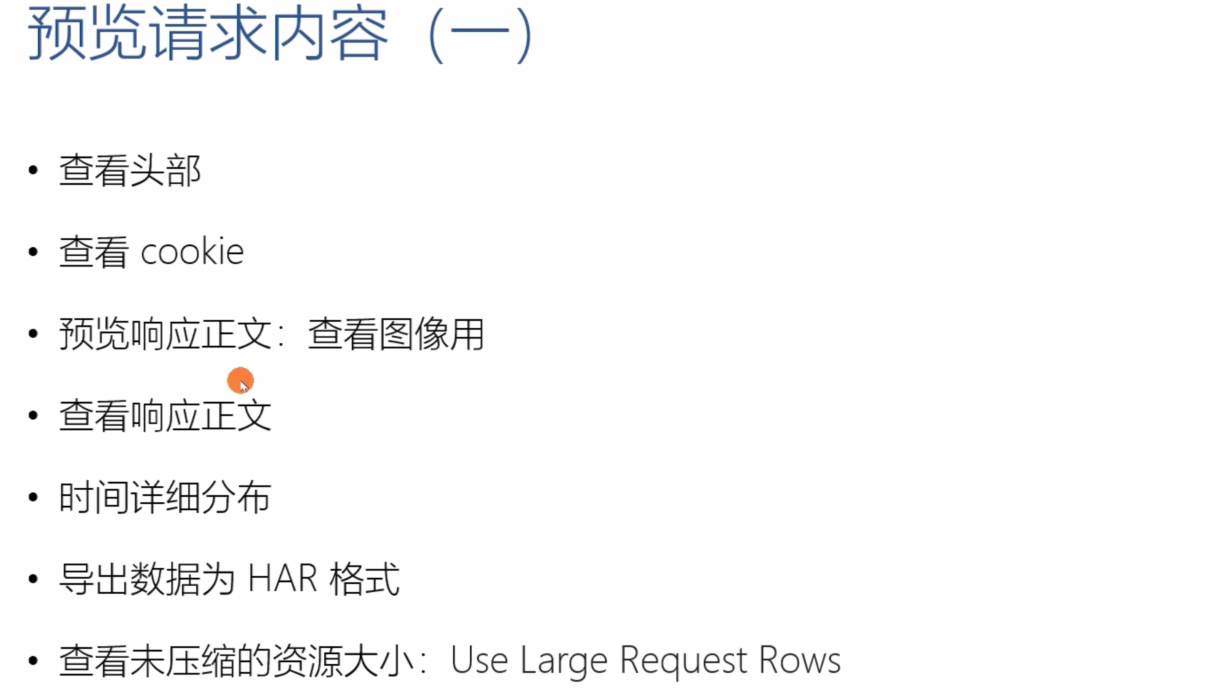 预览请求内容（一）
• 查看头部
• 查看 cookie
• 预览响应正文：查看图像用
• 查看响应正文
• 时间详细分布
• 导出数据为 HAR 格式
• 查看未压缩的资源大小：Use Large Request Rows